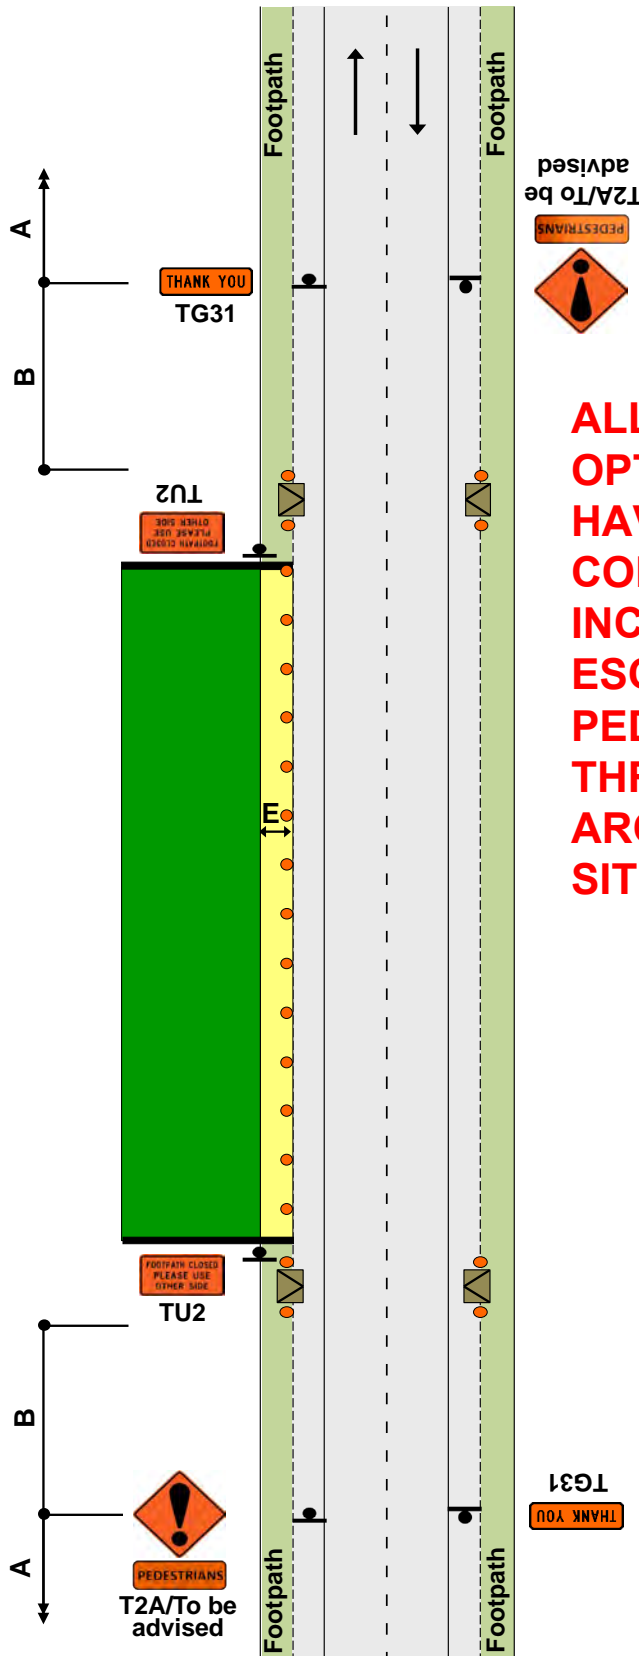 Footpath
Footpath
A
T2A/To be
advised
PEDESTRIANS
THANK YOU
TG31
B
ALL
OPT
HAV
INC
ESC
PED
ARO
SIT
TU2
FOOTPATH CLOSED
PLEASE USE
OTHER SIDE
E
FOOTPATH CLOSED
PLEASE USE
OTHER SIDE
TU2
B
TG31
THANK YOU
A
PEDESTRIANS
T2A/To be
advised
Footpath
Footpath